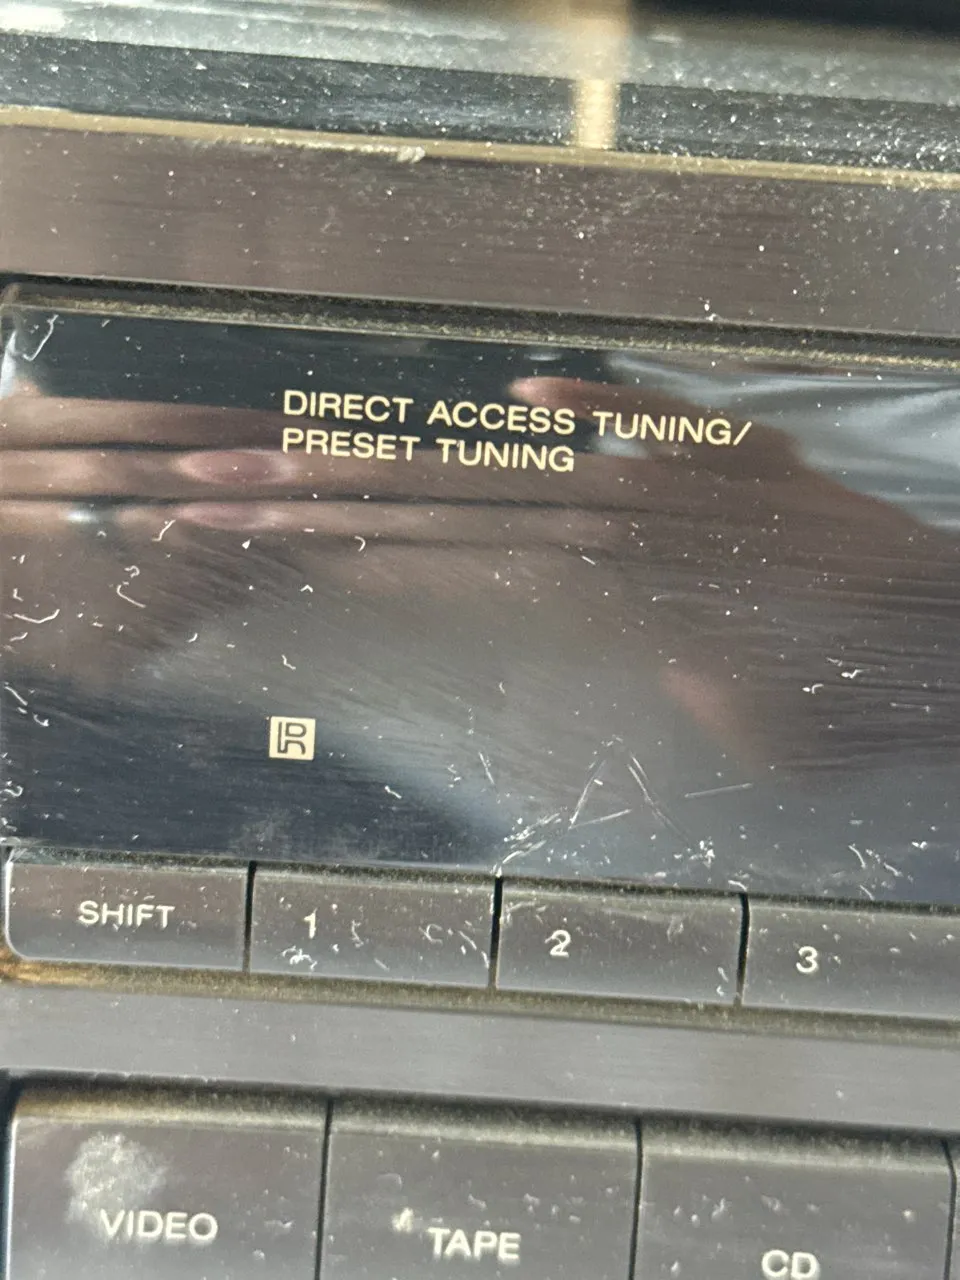 DIRECT ACCESS TUNING/
PRESET TUNING
R
SHIFT 1 2 3
VIDEO TAPE CD